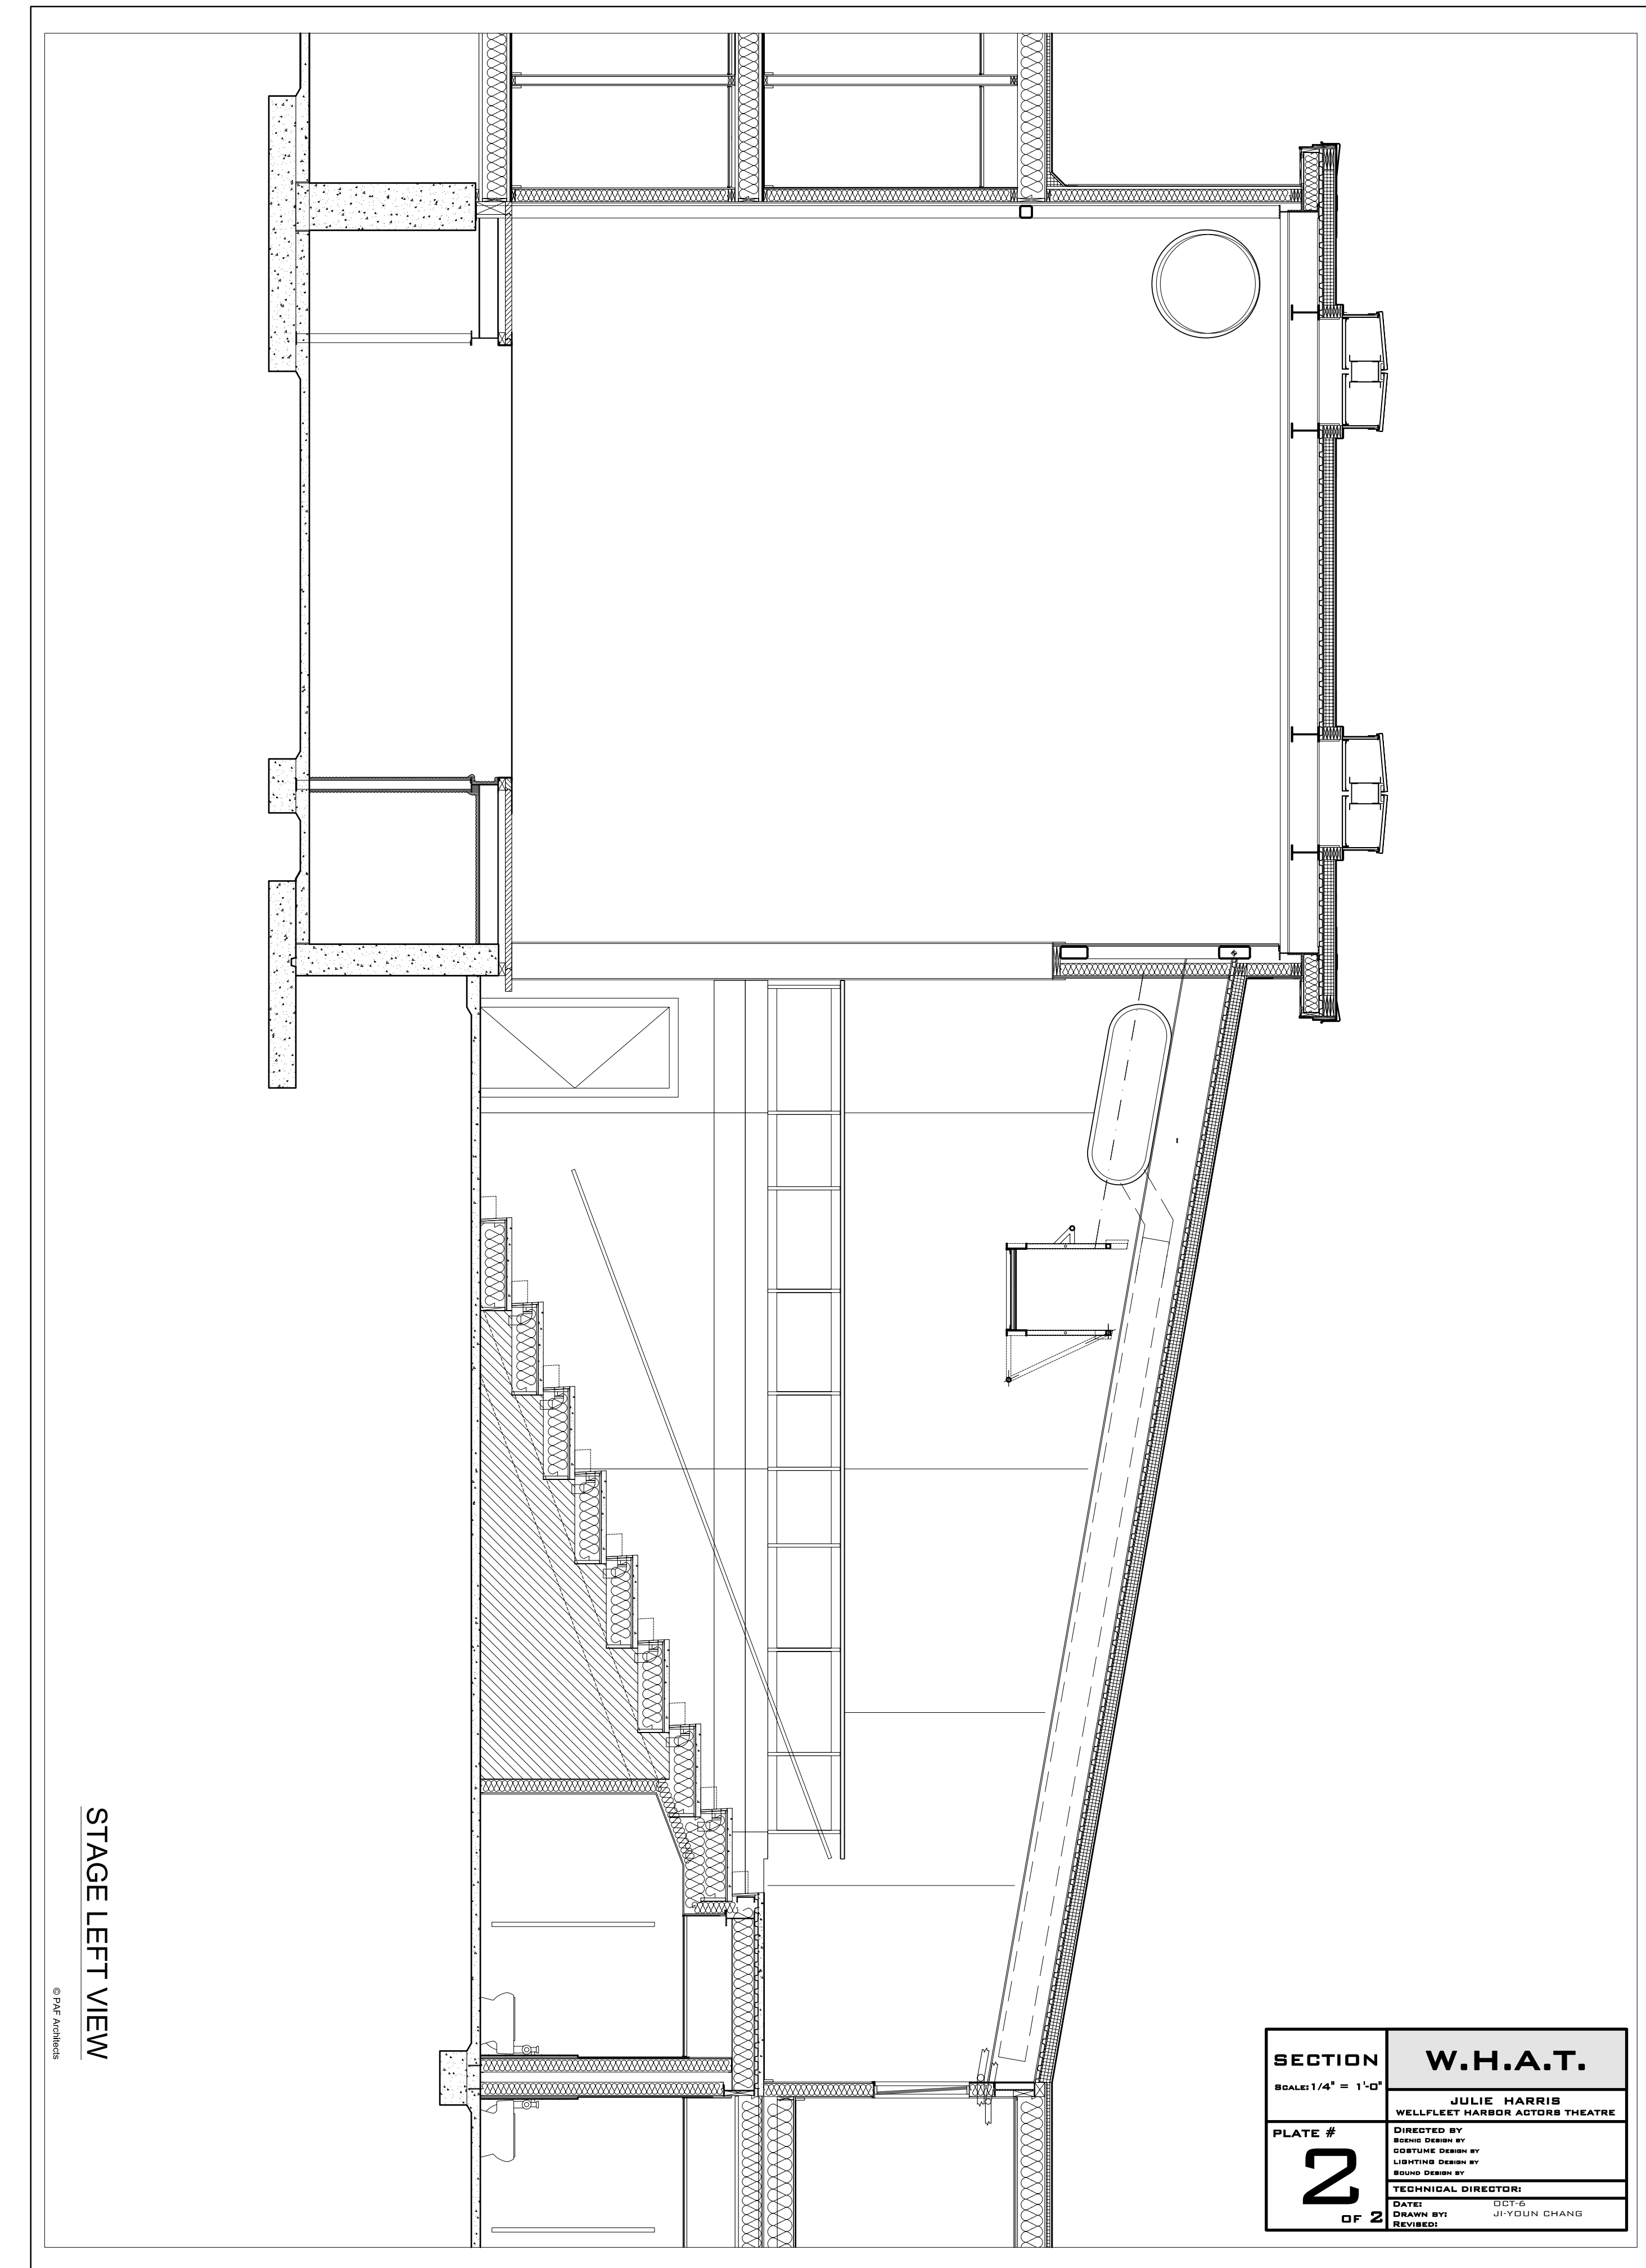 STAGE LEFT VIEW
© PAF Architects
SECTION
SCALE: 1/4" = 1'-0"
W.H.A.T.
JULIE HARRIS
WELLFLEET HARBOR ACTORS THEATRE
PLATE #
2
OF 2
DIRECTED BY
SCENIC DESIGN BY
COSTUME DESIGN BY
LIGHTING DESIGN BY
SOUND DESIGN BY
TECHNICAL DIRECTOR:
DATE: OCT-6
DRAWN BY: JI-YOUN CHANG
REVISED: